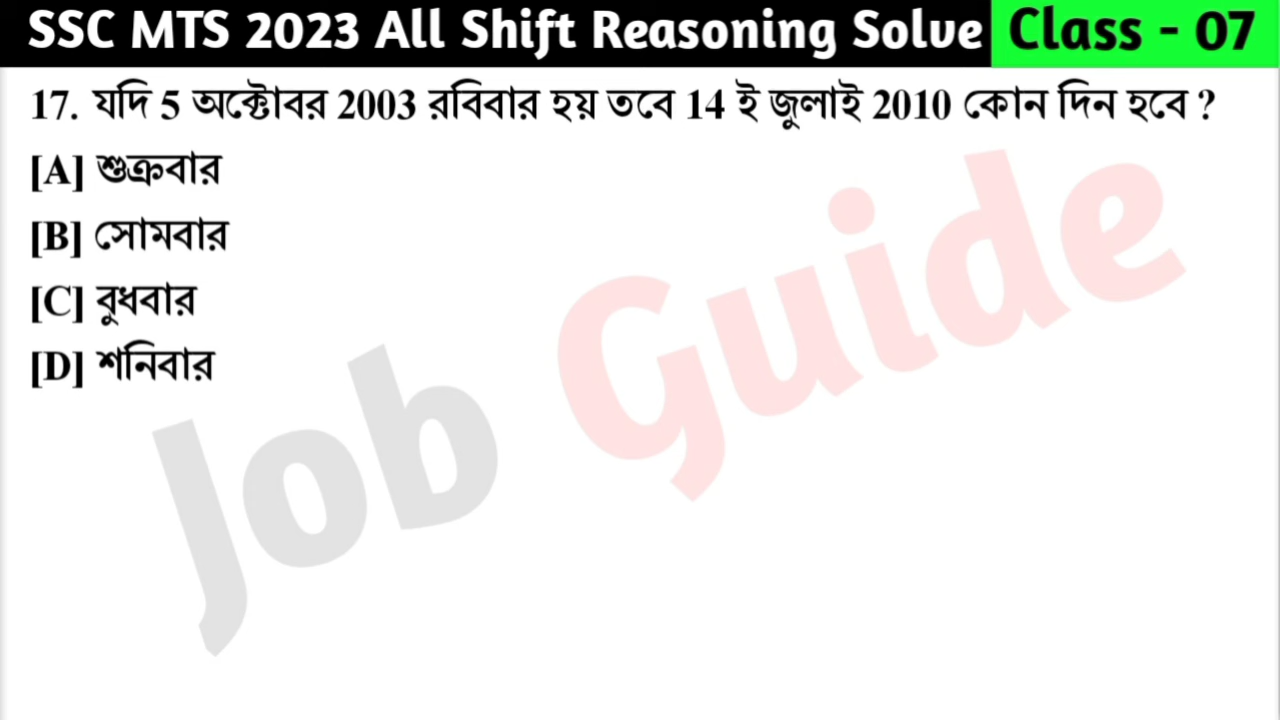 SSC MTS 2023 All Shift Reasoning Solve Class - 07
17. যদি 5 অক্টোবর 2003 রবিবার হয় তবে 14 ই জুলাই 2010 কোন দিন হবে ?
[A] শুক্রবার
[B] সোমবার
[C] বুধবার
[D] শনিবার
Job Guide